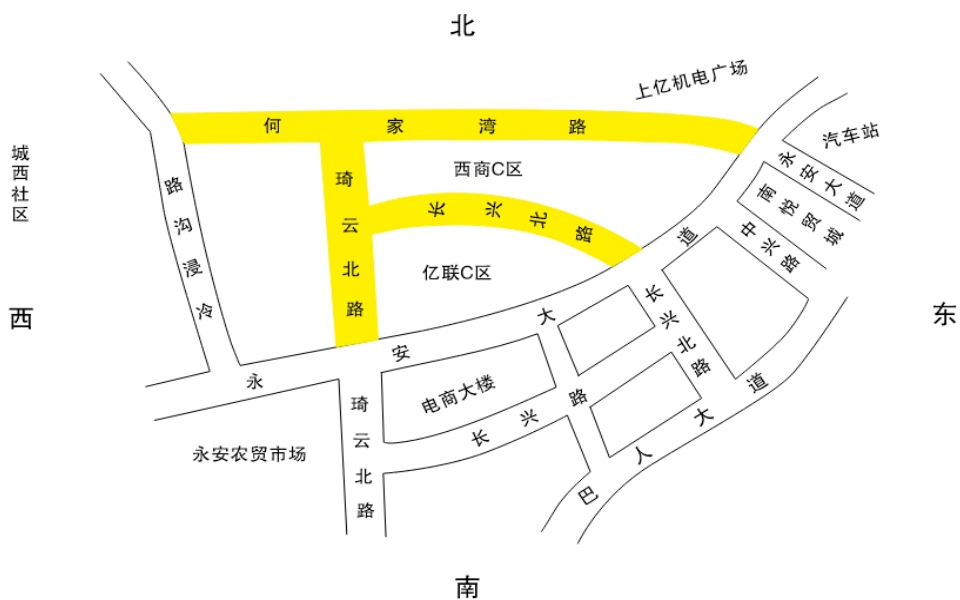 北
上亿机电广场
汽车站
何家湾路
城西社区
西商C区
永安大道
南悦贸城
路沟浸冷
琦云北路
长兴北路
中兴路
亿联C区
西
东
永安大道
长兴北路
电商大楼
琦云北路
长兴路
永安农贸市场
巴人大道
南